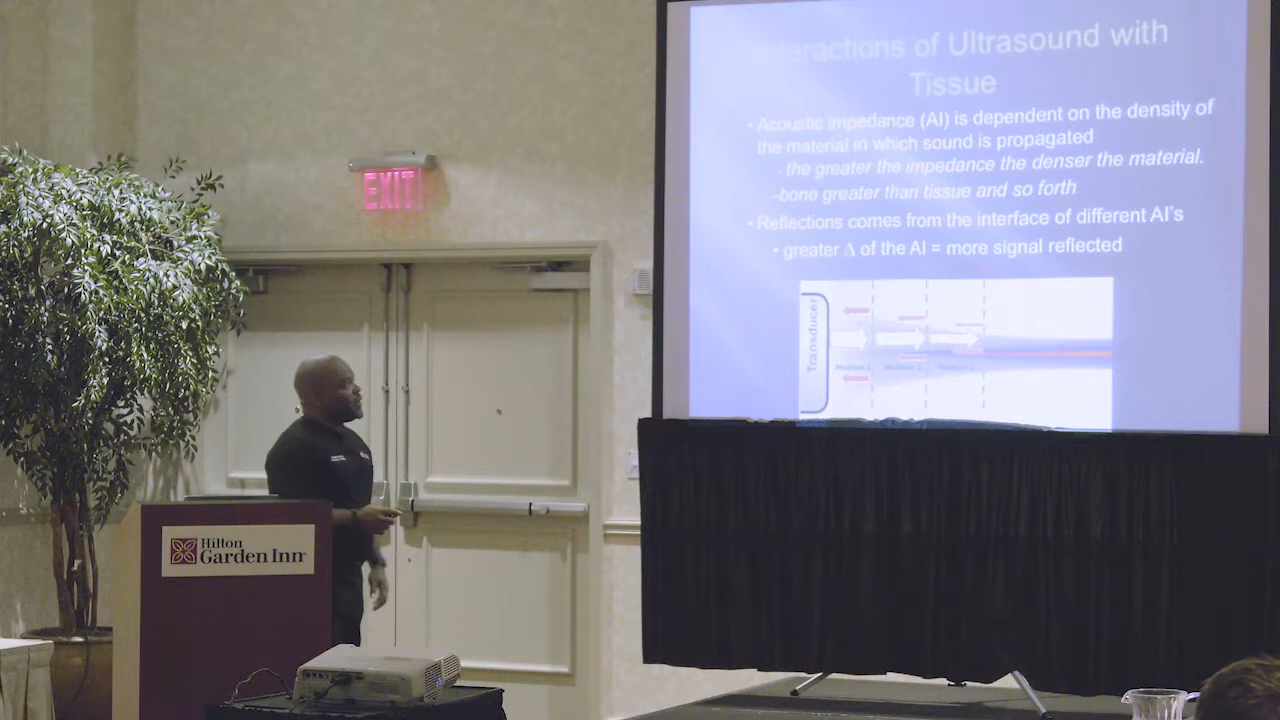 Interactions of Ultrasound with
Tissue
• Acoustic impedance (AI) is dependent on the density of
the material in which sound is propagated
- the greater the impedance the denser the material.
-bone greater than tissue and so forth
• Reflections comes from the interface of different AI's
• greater Δ of the AI = more signal reflected
Transducer
EXIT
Hilton
Garden Inn